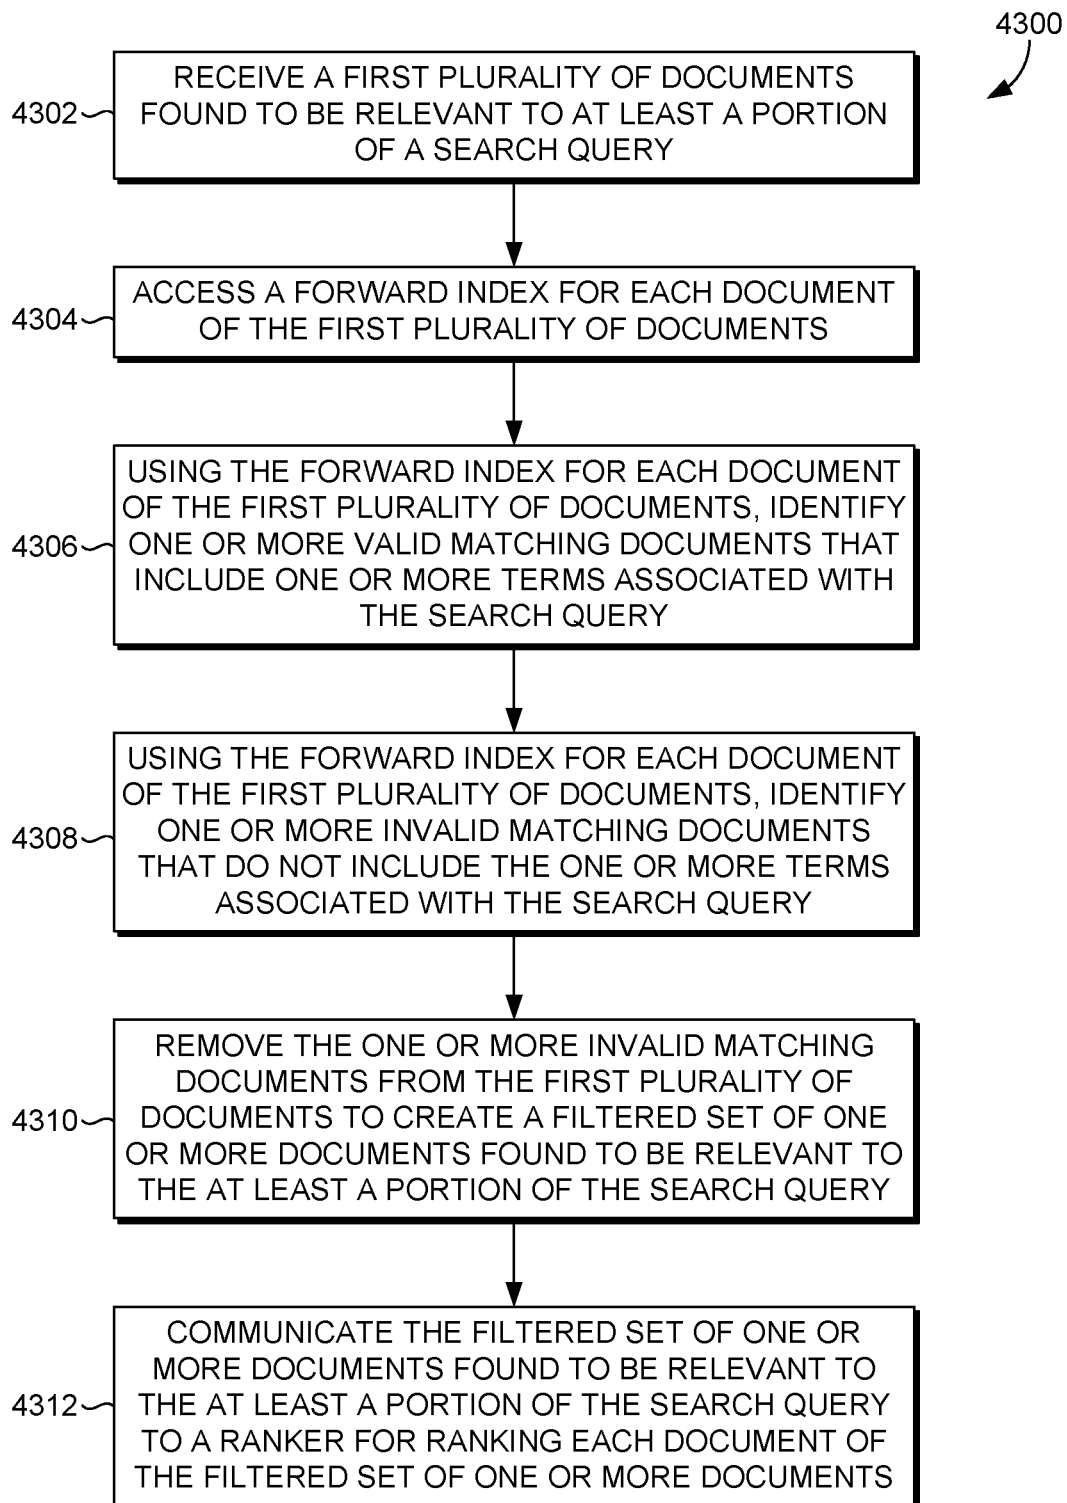 4300
4302
RECEIVE A FIRST PLURALITY OF DOCUMENTS
FOUND TO BE RELEVANT TO AT LEAST A PORTION
OF A SEARCH QUERY
4304
ACCESS A FORWARD INDEX FOR EACH DOCUMENT
OF THE FIRST PLURALITY OF DOCUMENTS
4306
USING THE FORWARD INDEX FOR EACH DOCUMENT
OF THE FIRST PLURALITY OF DOCUMENTS, IDENTIFY
ONE OR MORE VALID MATCHING DOCUMENTS THAT
INCLUDE ONE OR MORE TERMS ASSOCIATED WITH
THE SEARCH QUERY
4308
USING THE FORWARD INDEX FOR EACH DOCUMENT
OF THE FIRST PLURALITY OF DOCUMENTS, IDENTIFY
ONE OR MORE INVALID MATCHING DOCUMENTS
THAT DO NOT INCLUDE THE ONE OR MORE TERMS
ASSOCIATED WITH THE SEARCH QUERY
4310
REMOVE THE ONE OR MORE INVALID MATCHING
DOCUMENTS FROM THE FIRST PLURALITY OF
DOCUMENTS TO CREATE A FILTERED SET OF ONE
OR MORE DOCUMENTS FOUND TO BE RELEVANT TO
THE AT LEAST A PORTION OF THE SEARCH QUERY
4312
COMMUNICATE THE FILTERED SET OF ONE OR
MORE DOCUMENTS FOUND TO BE RELEVANT TO
THE AT LEAST A PORTION OF THE SEARCH QUERY
TO A RANKER FOR RANKING EACH DOCUMENT OF
THE FILTERED SET OF ONE OR MORE DOCUMENTS